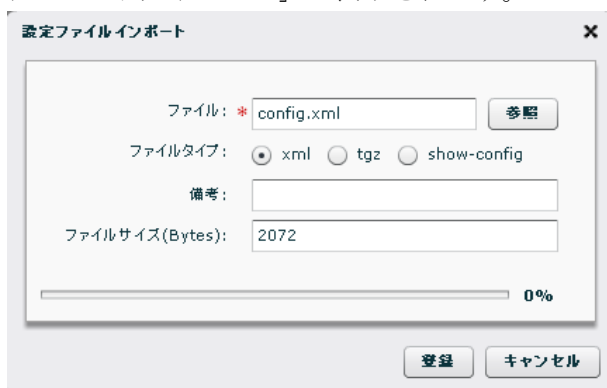 設定ファイルインポート
ファイル: * config.xml 参照
ファイルタイプ: xml tgz show-config
備考:
ファイルサイズ(Bytes): 2072
0%
登録 キャンセル